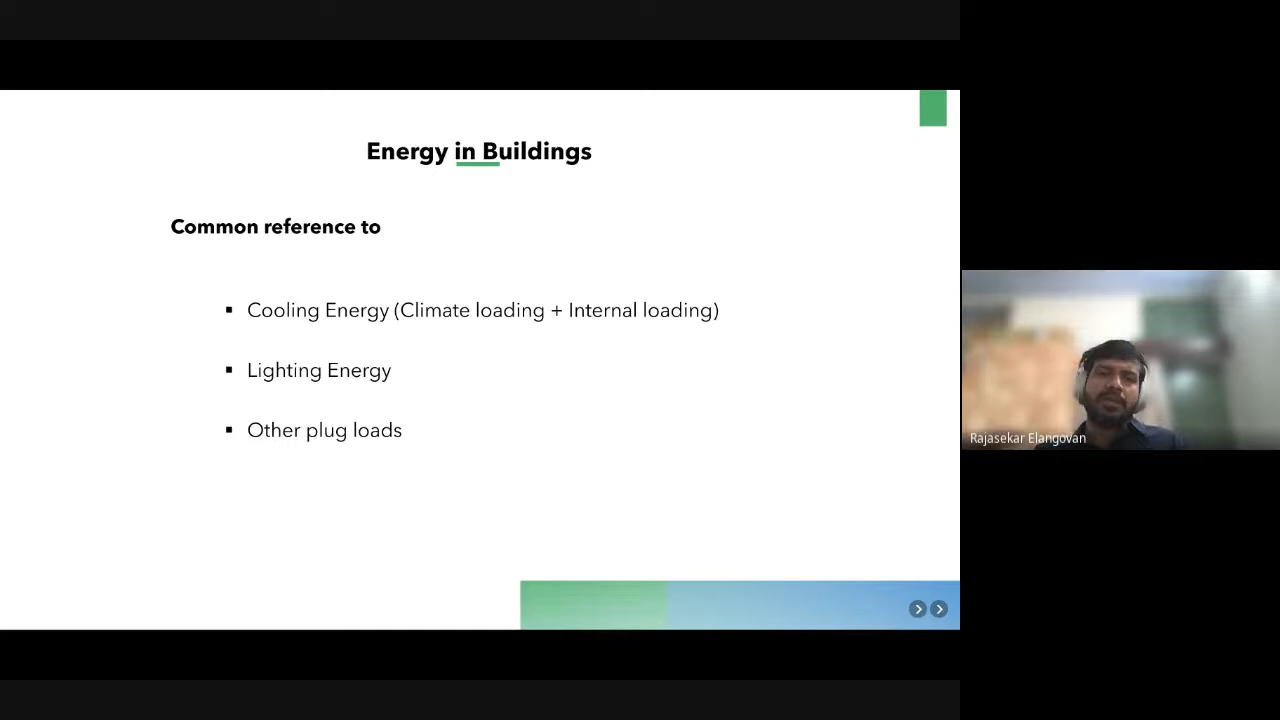 Energy in Buildings
Common reference to
▪ Cooling Energy (Climate loading + Internal loading)
▪ Lighting Energy
▪ Other plug loads
Rajasekar Elangovan